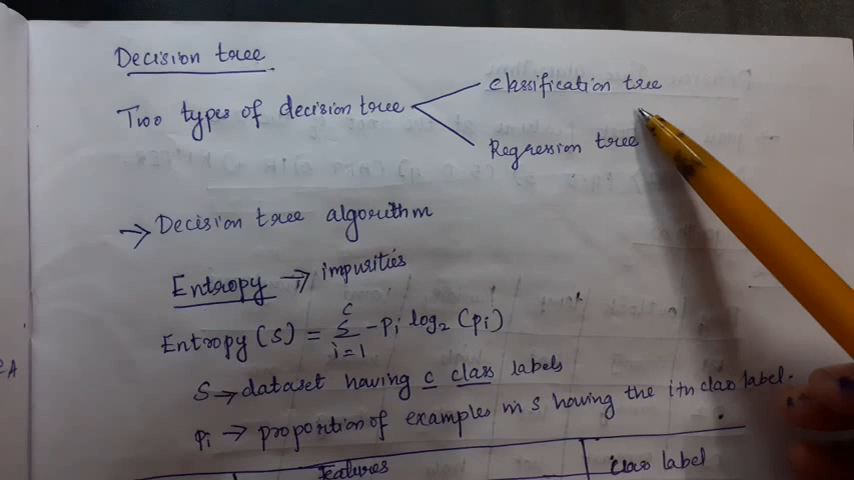 Decision tree
Classification tree
Two types of decision tree
Regression tree
→ Decision tree algorithm
Entropy → impurities
Entropy (S) = c Σ i=1 -Pi log2 (Pi)
S → dataset having c class labels
Pi → proportion of examples in S having the ith class label.
Features
class label